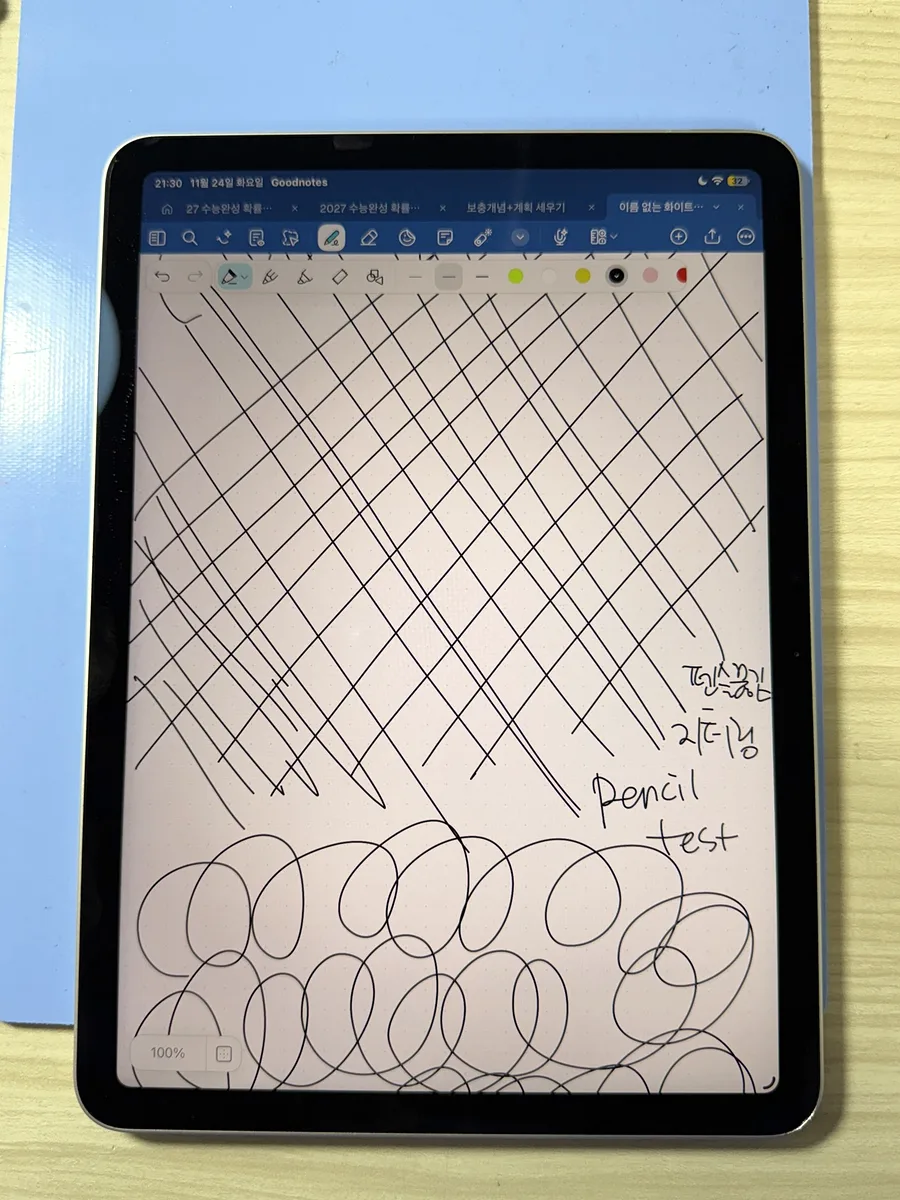 21:30 11월 24일 화요일 Goodnotes
32
27 수능완성 확률…
2027 수능완성 확률…
보충개념+계획 세우기
이름 없는 화이트…
펜슬끊김
지터링
pencil
test
100%